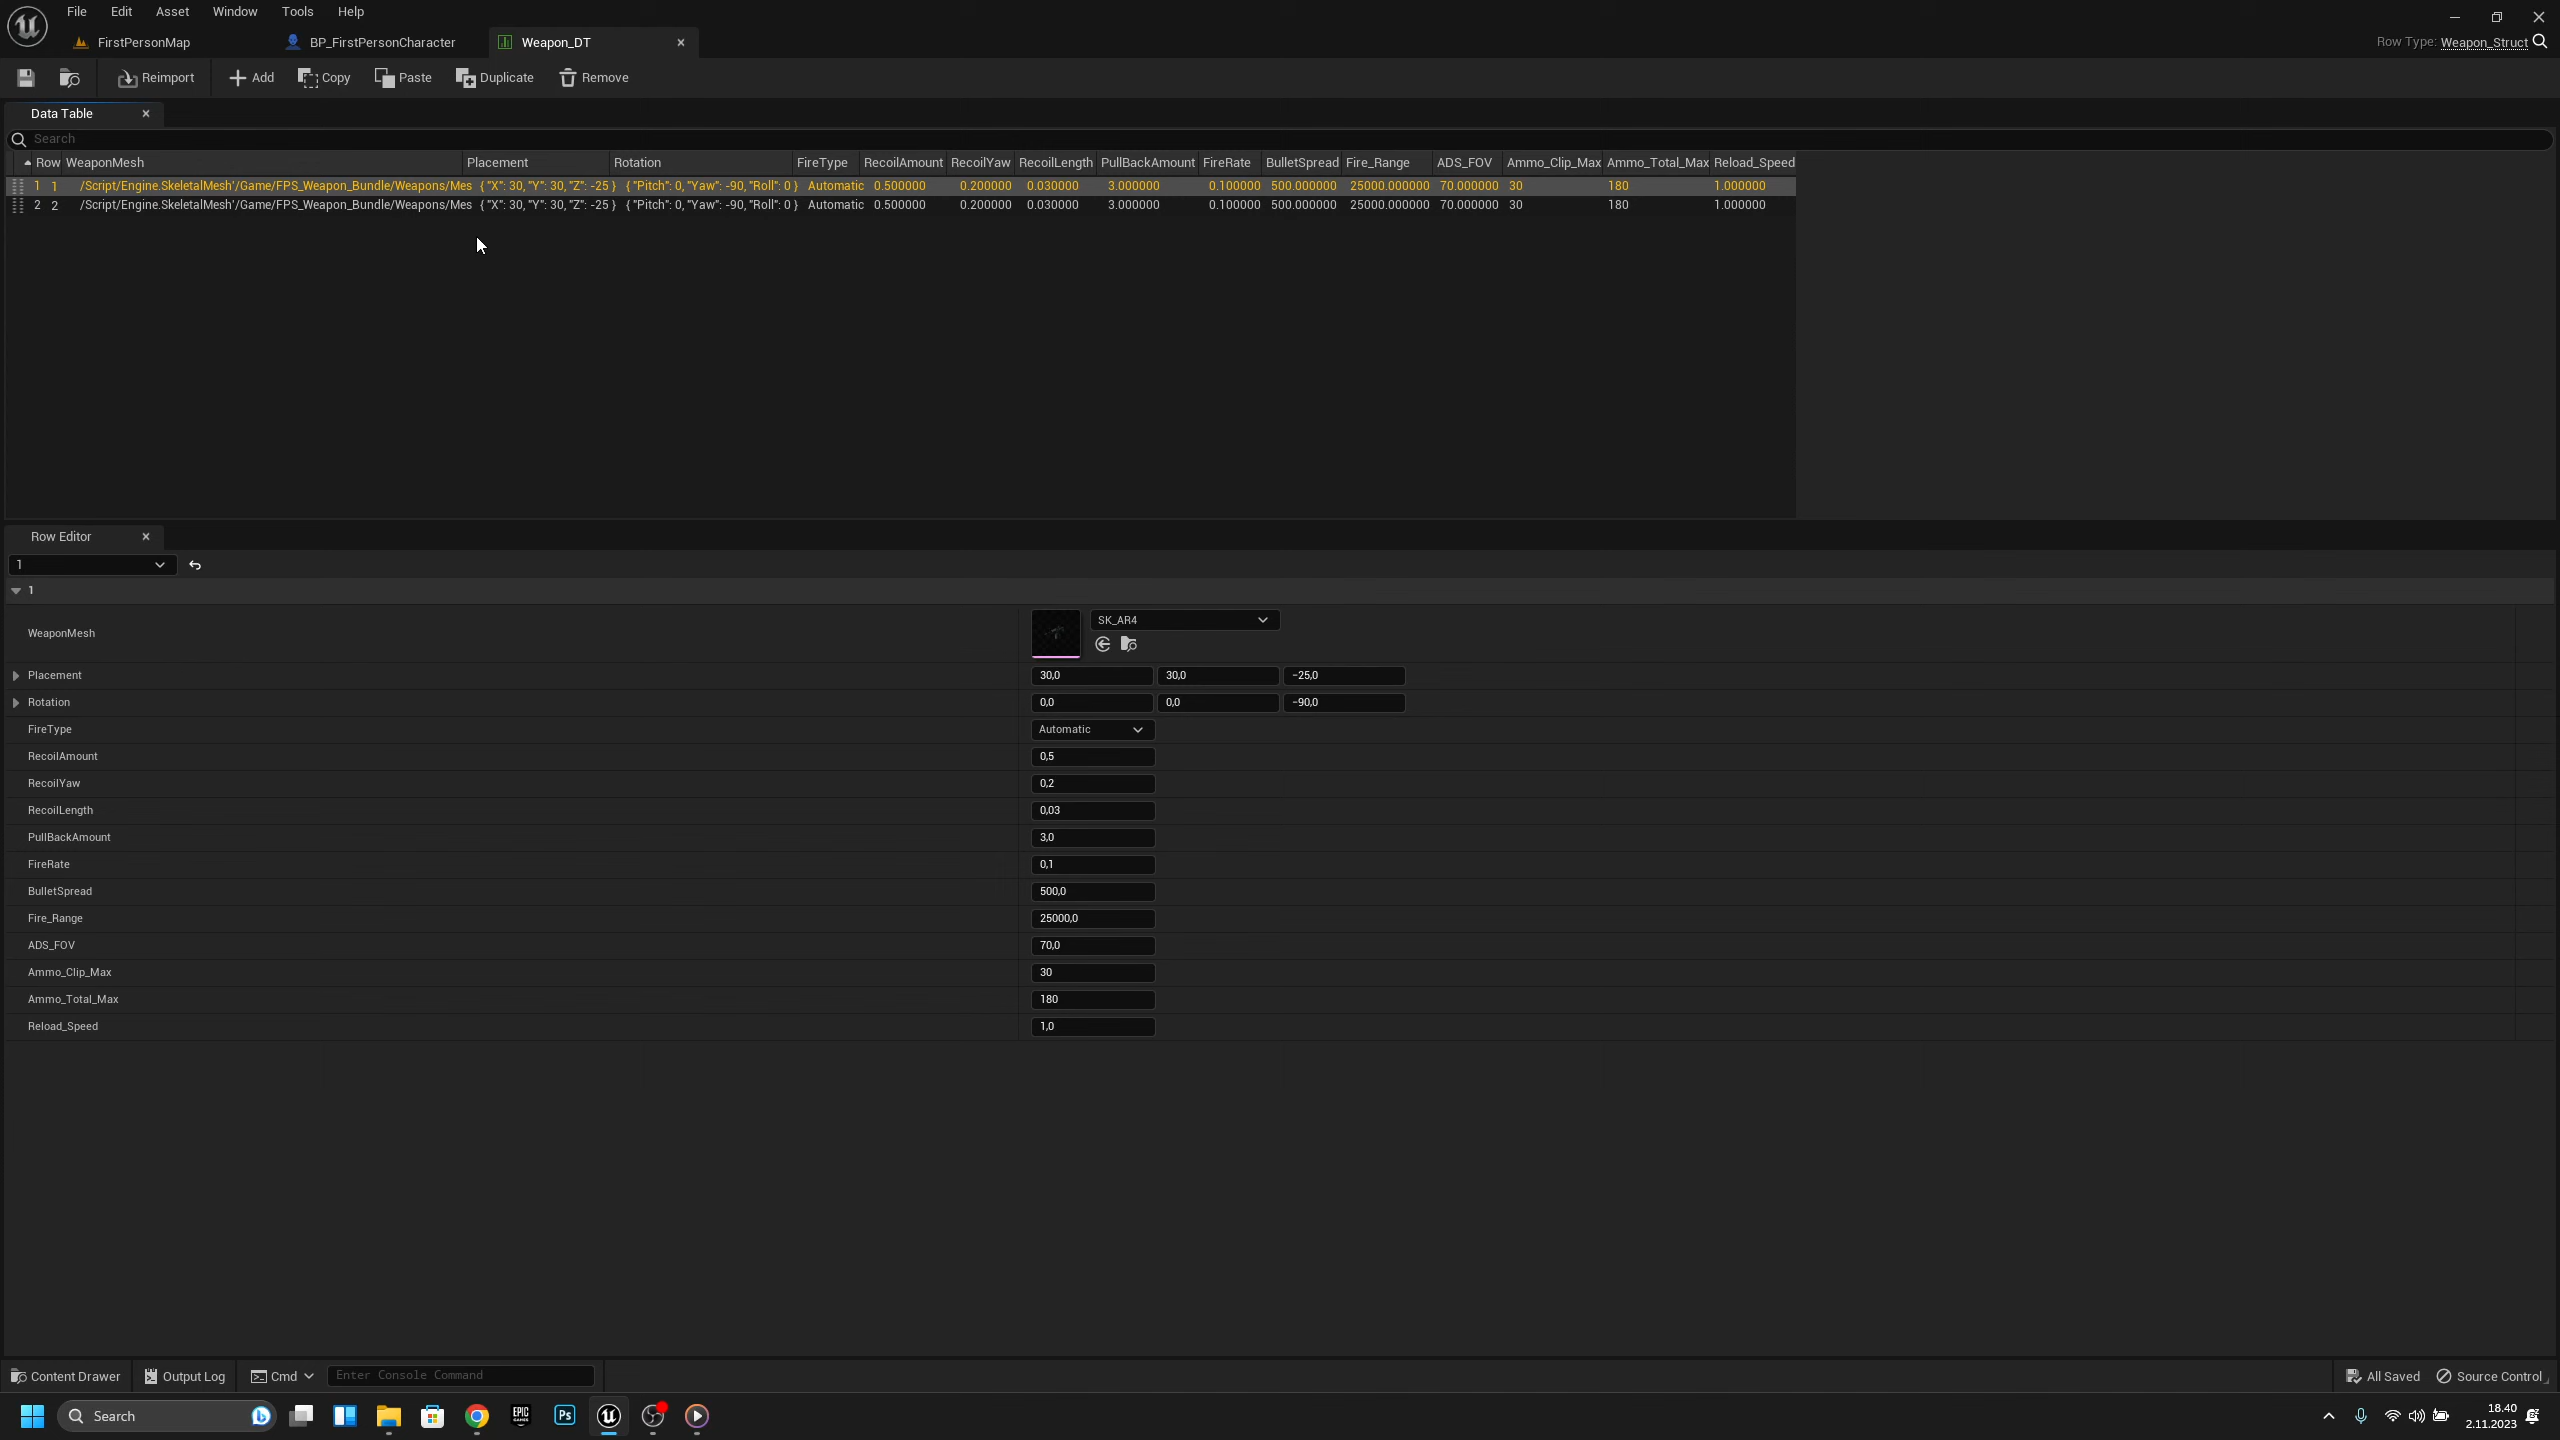 File Edit Asset Window Tools Help
FirstPersonMap BP_FirstPersonCharacter Weapon_DT
Row Type: Weapon_Struct
Reimport Add Copy Paste Duplicate Remove
Data Table
Search
Row WeaponMesh Placement Rotation FireType RecoilAmount RecoilYaw RecoilLength PullBackAmount FireRate BulletSpread Fire_Range ADS_FOV Ammo_Clip_Max Ammo_Total_Max Reload_Speed
1 1 /Script/Engine.SkeletalMesh'/Game/FPS_Weapon_Bundle/Weapons/Mes {"X": 30, "Y": 30, "Z": -25 } {"Pitch": 0, "Yaw": -90, "Roll": 0 } Automatic 0.500000 0.200000 0.030000 3.000000 0.100000 500.000000 25000.000000 70.000000 30 180 1.000000
2 2 /Script/Engine.SkeletalMesh'/Game/FPS_Weapon_Bundle/Weapons/Mes {"X": 30, "Y": 30, "Z": -25 } {"Pitch": 0, "Yaw": -90, "Roll": 0 } Automatic 0.500000 0.200000 0.030000 3.000000 0.100000 500.000000 25000.000000 70.000000 30 180 1.000000
Row Editor
1
1
WeaponMesh SK_AR4
Placement 30,0 30,0 -25,0
Rotation 0,0 0,0 -90,0
FireType Automatic
RecoilAmount 0,5
RecoilYaw 0,2
RecoilLength 0,03
PullBackAmount 3,0
FireRate 0,1
BulletSpread 500,0
Fire_Range 25000,0
ADS_FOV 70,0
Ammo_Clip_Max 30
Ammo_Total_Max 180
Reload_Speed 1,0
Content Drawer Output Log Cmd Enter Console Command All Saved Source Control
Search EPIC GAMES Ps 18.40
2.11.2023